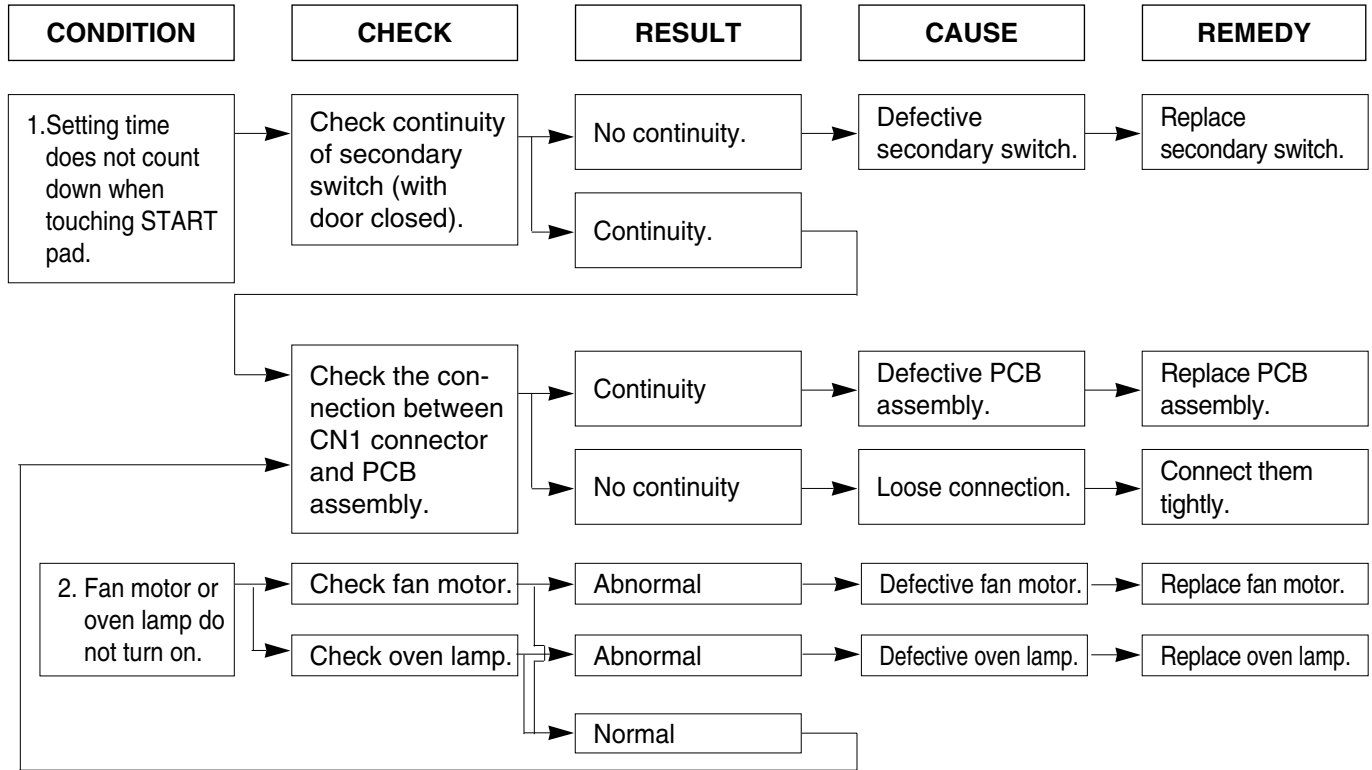 CONDITION
CHECK
RESULT
CAUSE
REMEDY
1.Setting time
does not count
down when
touching START
pad.
Check continuity
of secondary
switch (with
door closed).
No continuity.
Defective
secondary switch.
Replace
secondary switch.
Continuity.
Check the con-
nection between
CN1 connector
and PCB
assembly.
Continuity
Defective PCB
assembly.
Replace PCB
assembly.
No continuity
Loose connection.
Connect them
tightly.
2. Fan motor or
oven lamp do
not turn on.
Check fan motor.
Abnormal
Defective fan motor.
Replace fan motor.
Check oven lamp.
Abnormal
Defective oven lamp.
Replace oven lamp.
Normal